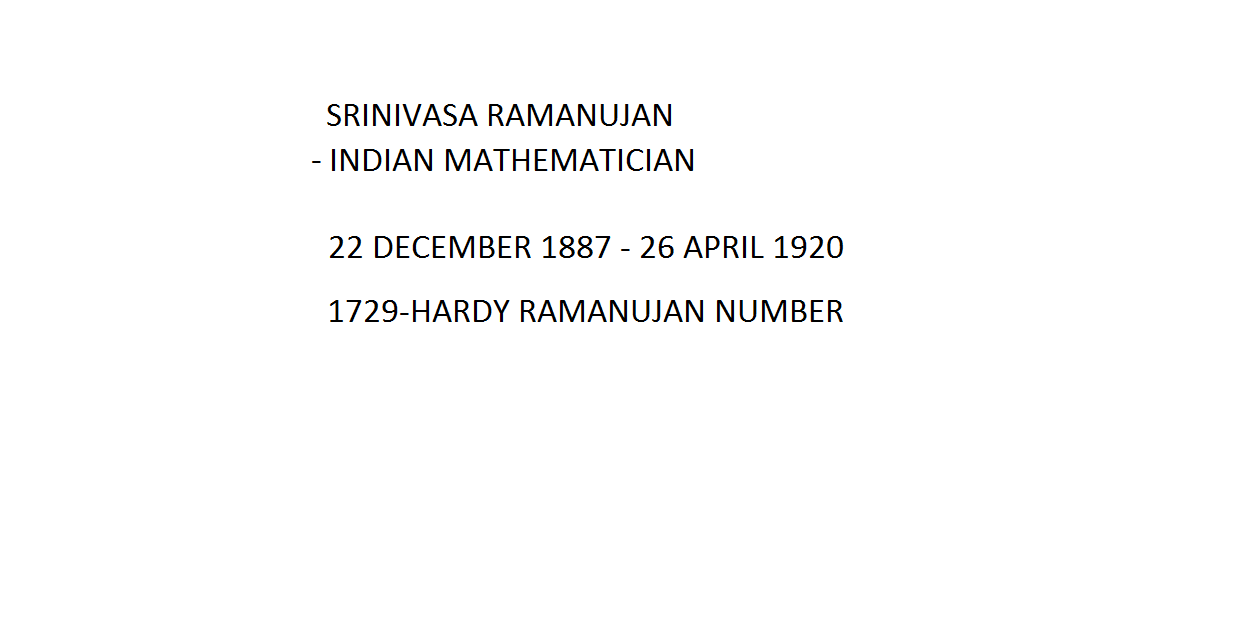 SRINIVASA RAMANUJAN
- INDIAN MATHEMATICIAN
22 DECEMBER 1887 - 26 APRIL 1920
1729-HARDY RAMANUJAN NUMBER